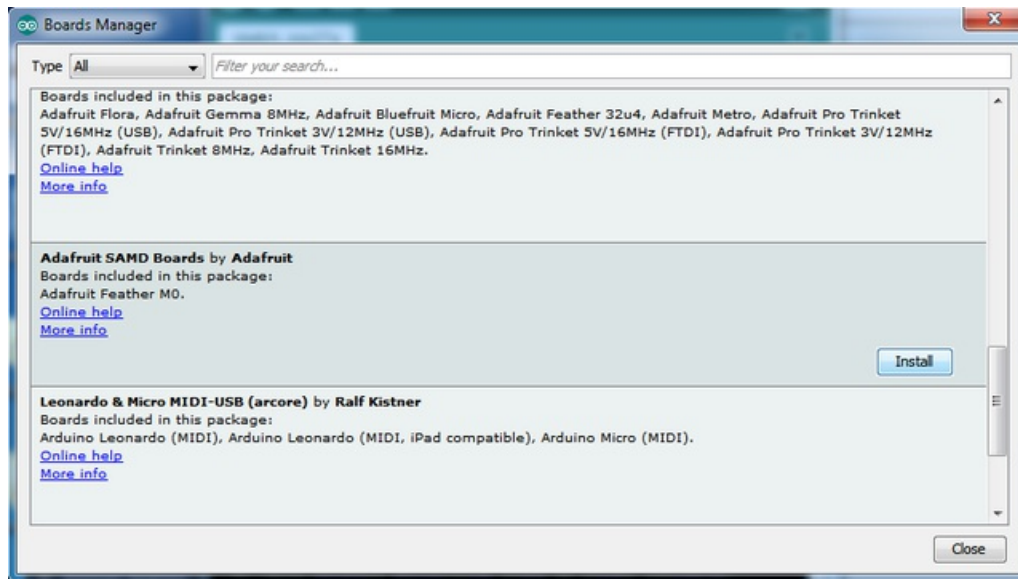 Boards Manager
Type All Filter your search...
Boards included in this package:
Adafruit Flora, Adafruit Gemma 8MHz, Adafruit Bluefruit Micro, Adafruit Feather 32u4, Adafruit Metro, Adafruit Pro Trinket
5V/16MHz (USB), Adafruit Pro Trinket 3V/12MHz (USB), Adafruit Pro Trinket 5V/16MHz (FTDI), Adafruit Pro Trinket 3V/12MHz
(FTDI), Adafruit Trinket 8MHz, Adafruit Trinket 16MHz.
Online help
More info
Adafruit SAMD Boards by Adafruit
Boards included in this package:
Adafruit Feather M0.
Online help
More info
Install
Leonardo & Micro MIDI-USB (arcore) by Ralf Kistner
Boards included in this package:
Arduino Leonardo (MIDI), Arduino Leonardo (MIDI, iPad compatible), Arduino Micro (MIDI).
Online help
More info
Close